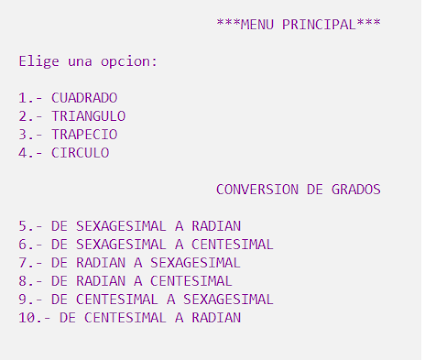 ***MENU PRINCIPAL***
Elige una opcion:
1.- CUADRADO
2.- TRIANGULO
3.- TRAPECIO
4.- CIRCULO
CONVERSION DE GRADOS
5.- DE SEXAGESIMAL A RADIAN
6.- DE SEXAGESIMAL A CENTESIMAL
7.- DE RADIAN A SEXAGESIMAL
8.- DE RADIAN A CENTESIMAL
9.- DE CENTESIMAL A SEXAGESIMAL
10.- DE CENTESIMAL A RADIAN